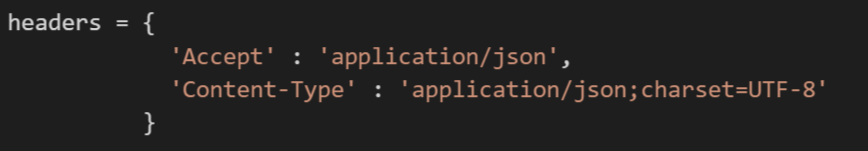 headers = {
'Accept' : 'application/json',
'Content-Type' : 'application/json;charset=UTF-8'
}